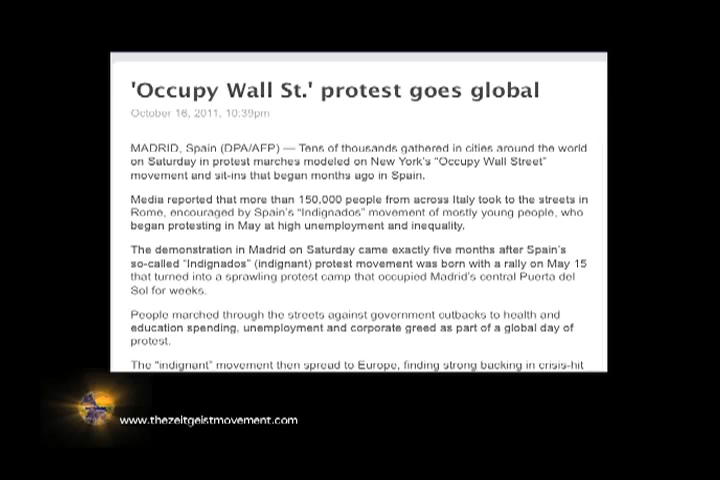 'Occupy Wall St.' protest goes global
October 16, 2011, 10:39pm
MADRID, Spain (DPA/AFP) — Tens of thousands gathered in cities around the world
on Saturday in protest marches modeled on New York's "Occupy Wall Street"
movement and sit-ins that began months ago in Spain.
Media reported that more than 150,000 people from across Italy took to the streets in
Rome, encouraged by Spain's "Indignados" movement of mostly young people, who
began protesting in May at high unemployment and inequality.
The demonstration in Madrid on Saturday came exactly five months after Spain's
so-called "Indignados" (indignant) protest movement was born with a rally on May 15
that turned into a sprawling protest camp that occupied Madrid's central Puerta del
Sol for weeks.
People marched through the streets against government cutbacks to health and
education spending, unemployment and corporate greed as part of a global day of
protest.
The "indignant" movement then spread to Europe, finding strong backing in crisis-hit
www.thezeitgeistmovement.com